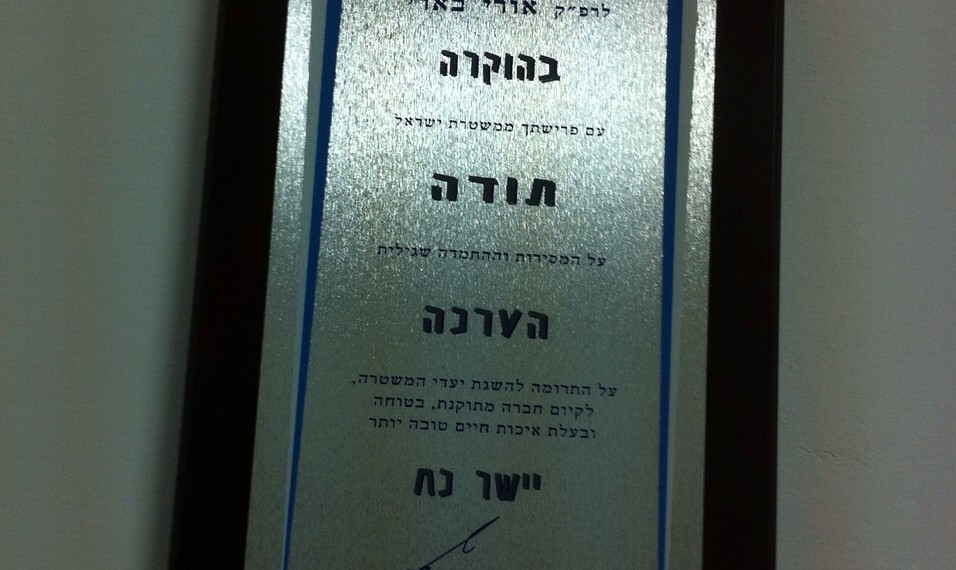 לרפ״ק אורי
בהוקרה
עם פרישתך ממשטרת ישראל
תודה
על המסירות וההתמדה שגילית
הערכה
על התרומה להשגת יעדי המשטרה,
לקיום חברה מתוקנת, בטוחה
ובעלת איכות חיים טובה יותר
יישר כח